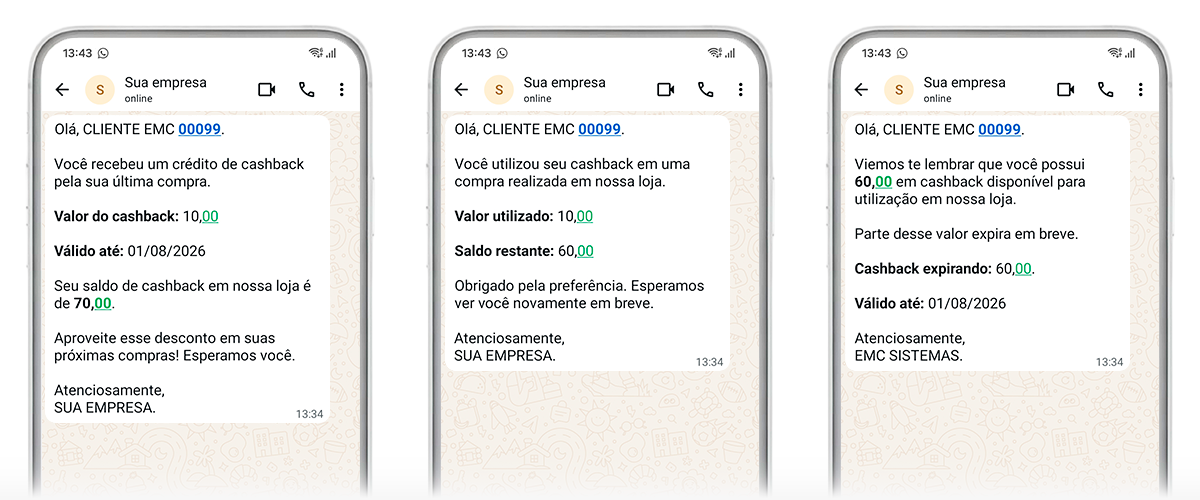 13:43
S
Sua empresa
online
Olá, CLIENTE EMC 00099.
Você recebeu um crédito de cashback
pela sua última compra.
Valor do cashback: 10,00
Válido até: 01/08/2026
Seu saldo de cashback em nossa loja é
de 70,00.
Aproveite esse desconto em suas
próximas compras! Esperamos você.
Atenciosamente,
SUA EMPRESA.
13:34
13:43
S
Sua empresa
online
Olá, CLIENTE EMC 00099.
Você utilizou seu cashback em uma
compra realizada em nossa loja.
Valor utilizado: 10,00
Saldo restante: 60,00
Obrigado pela preferência. Esperamos
ver você novamente em breve.
Atenciosamente,
SUA EMPRESA.
13:34
13:43
S
Sua empresa
online
Olá, CLIENTE EMC 00099.
Viemos te lembrar que você possui
60,00 em cashback disponível para
utilização em nossa loja.
Parte desse valor expira em breve.
Cashback expirando: 60,00.
Válido até: 01/08/2026
Atenciosamente,
EMC SISTEMAS.
13:34